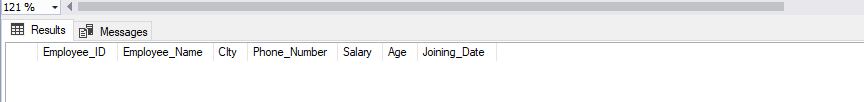 121 %
Results Messages
Employee_ID Employee_Name CIty Phone_Number Salary Age Joining_Date